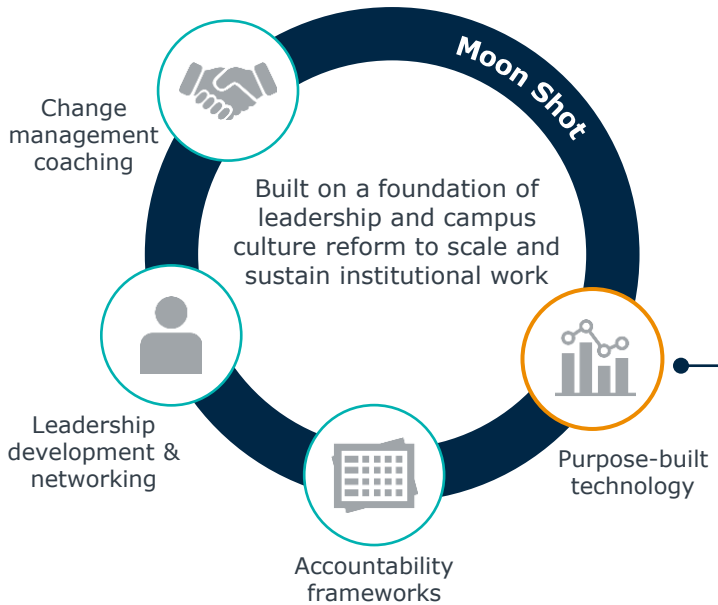 Moon Shot
Change
management
coaching
Built on a foundation of
leadership and campus
culture reform to scale and
sustain institutional work
Leadership
development &
networking
Purpose-built
technology
Accountability
frameworks